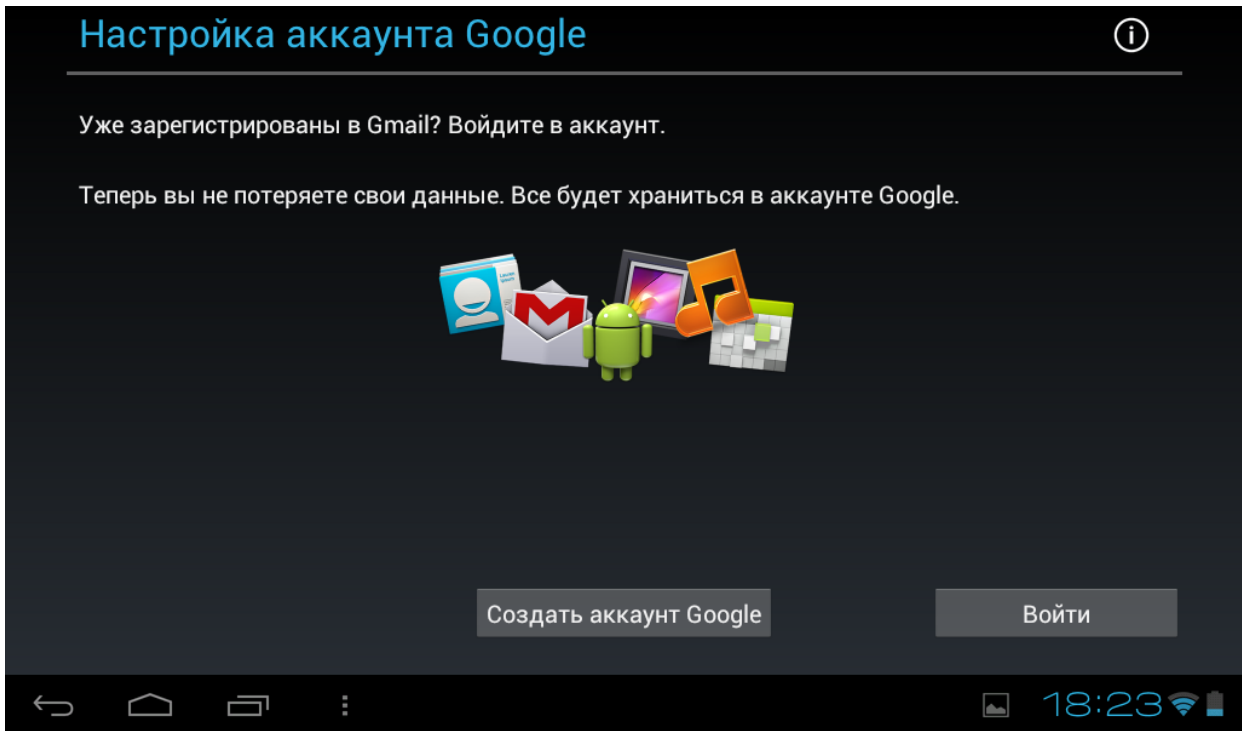 Настройка аккаунта Google
Уже зарегистрированы в Gmail? Войдите в аккаунт.
Теперь вы не потеряете свои данные. Все будет храниться в аккаунте Google.
Создать аккаунт Google
Войти
18:23